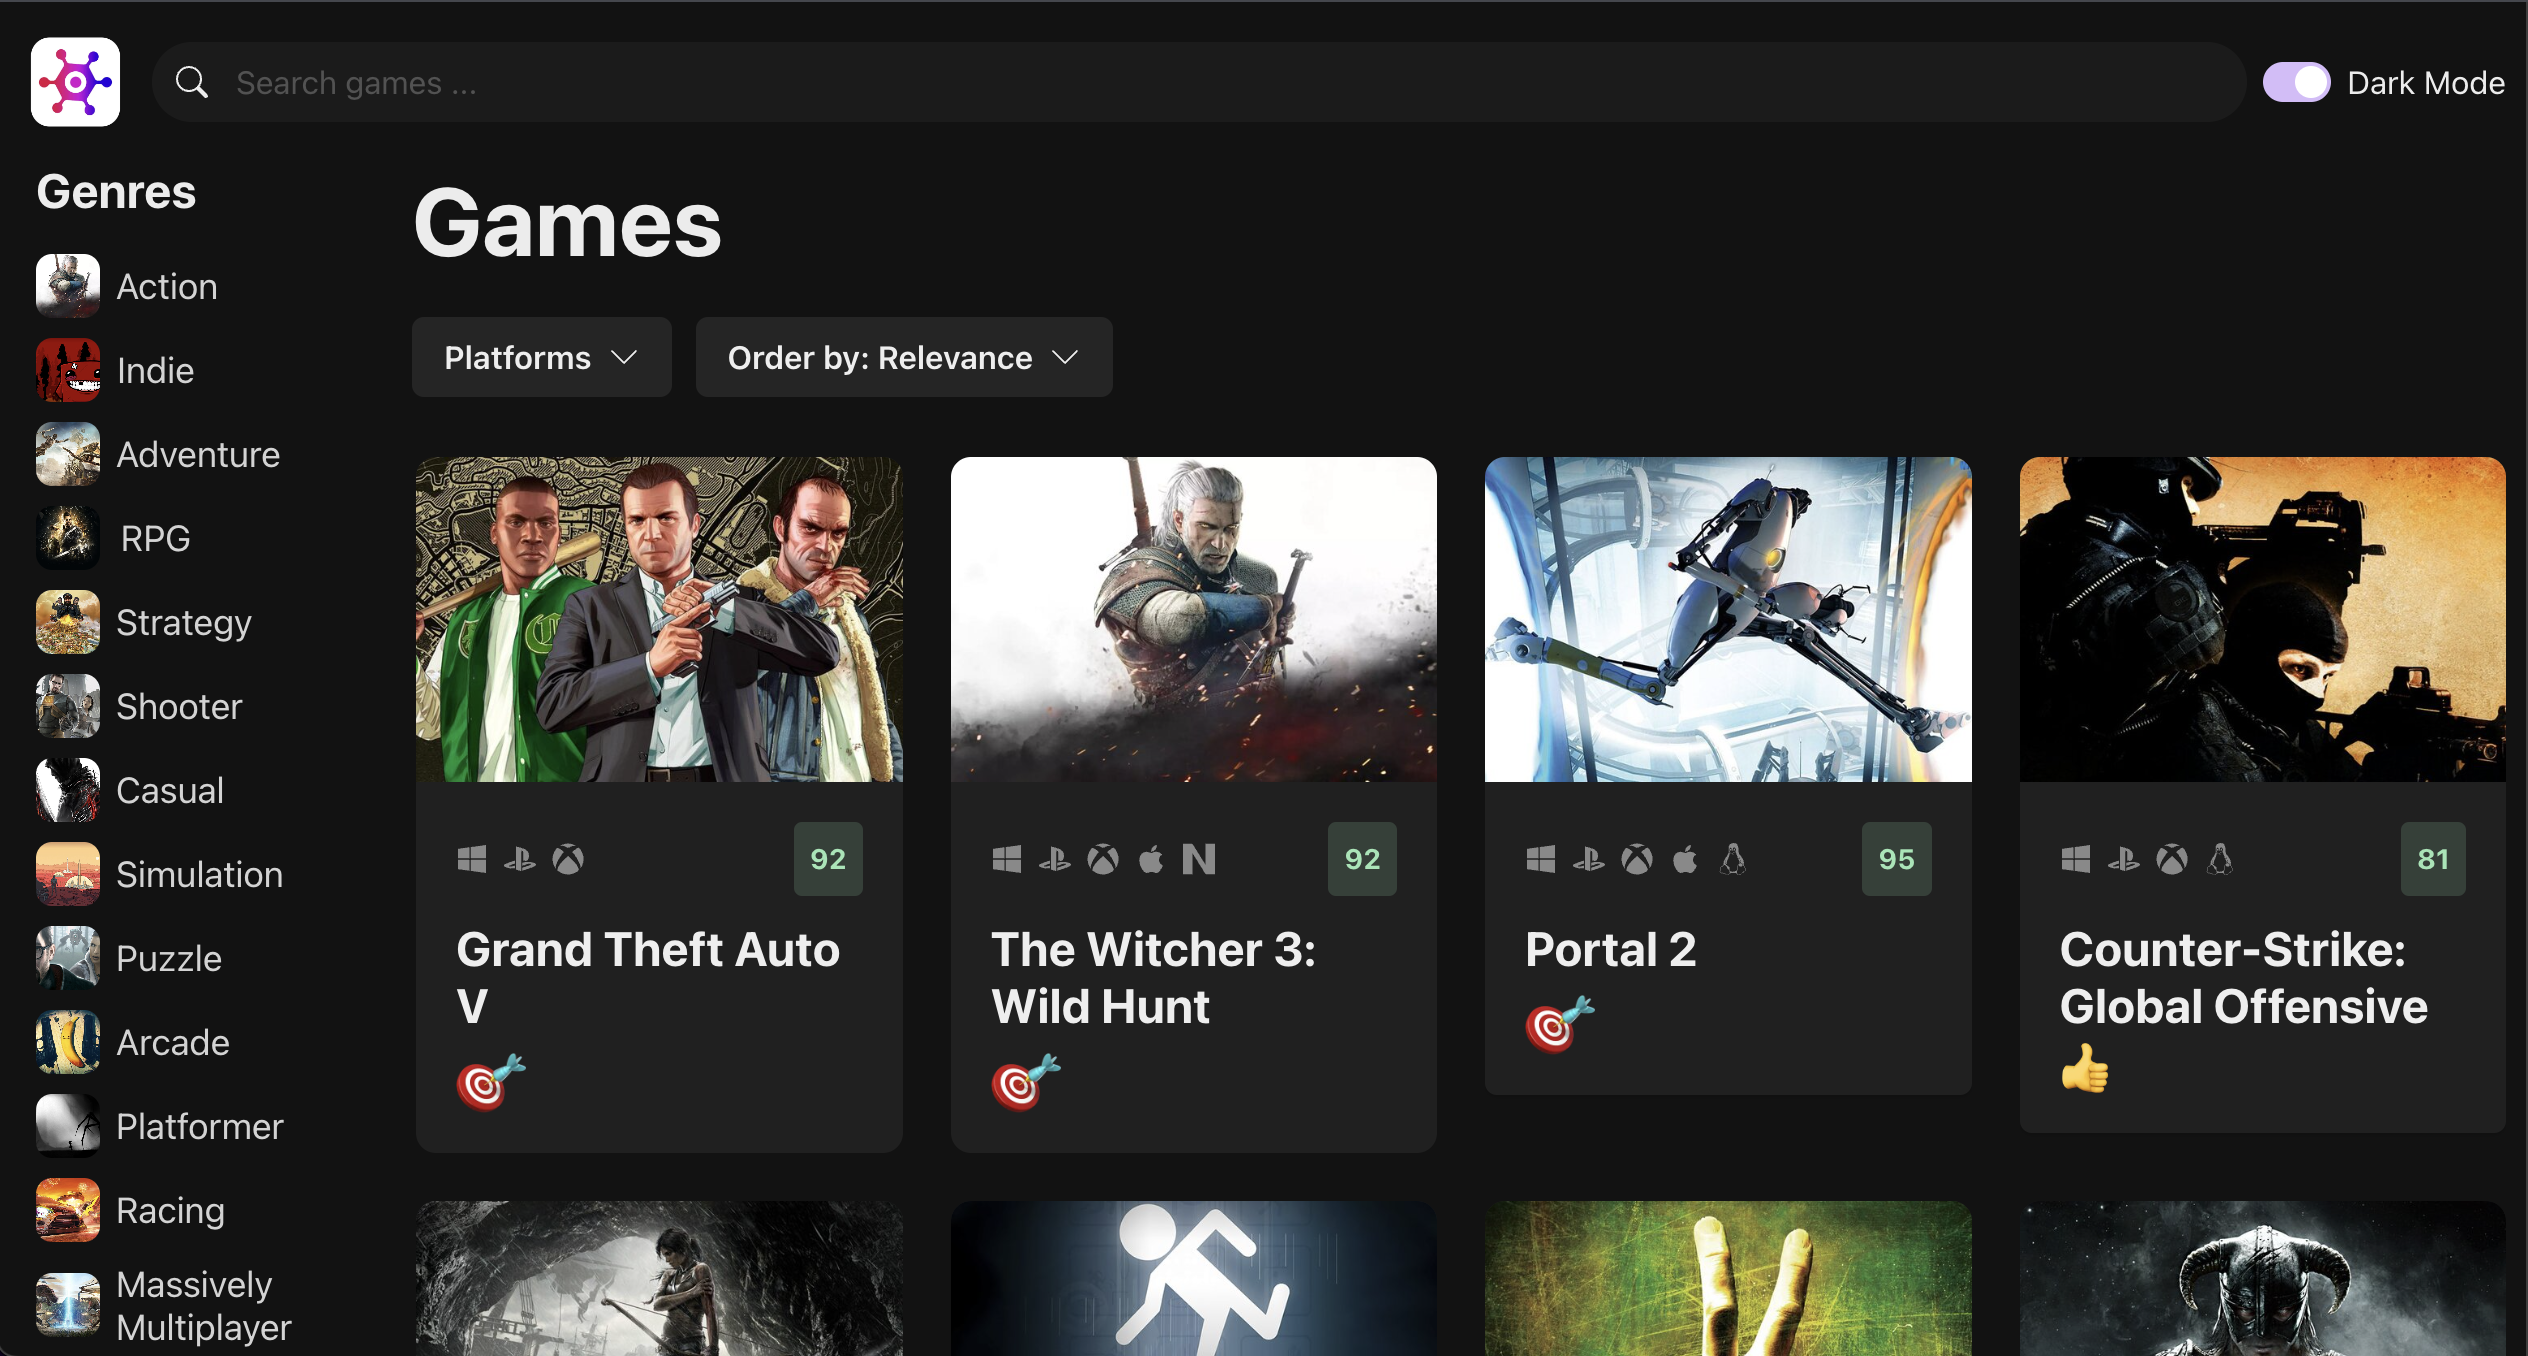 Search games ...
Dark Mode
Genres
Action
Indie
Adventure
RPG
Strategy
Shooter
Casual
Simulation
Puzzle
Arcade
Platformer
Racing
Massively
Multiplayer
Games
Platforms
Order by: Relevance
92
Grand Theft Auto
V
92
The Witcher 3:
Wild Hunt
95
Portal 2
81
Counter-Strike:
Global Offensive